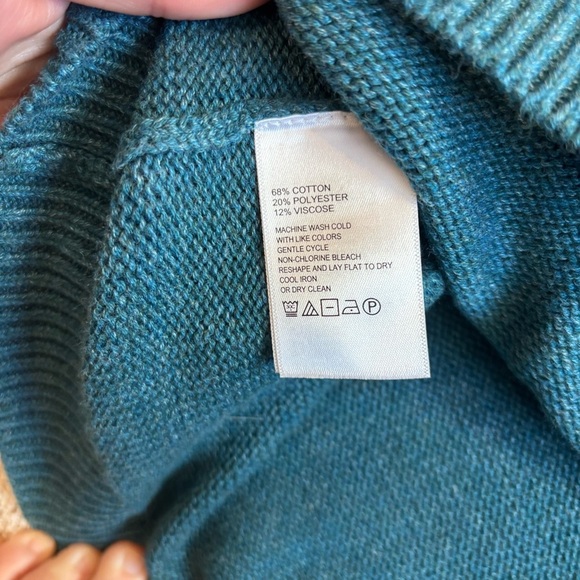 68% COTTON
20% POLYESTER
12% VISCOSE
MACHINE WASH COLD
WITH LIKE COLORS
GENTLE CYCLE
NON-CHLORINE BLEACH
RESHAPE AND LAY FLAT TO DRY
COOL IRON
OR DRY CLEAN
P